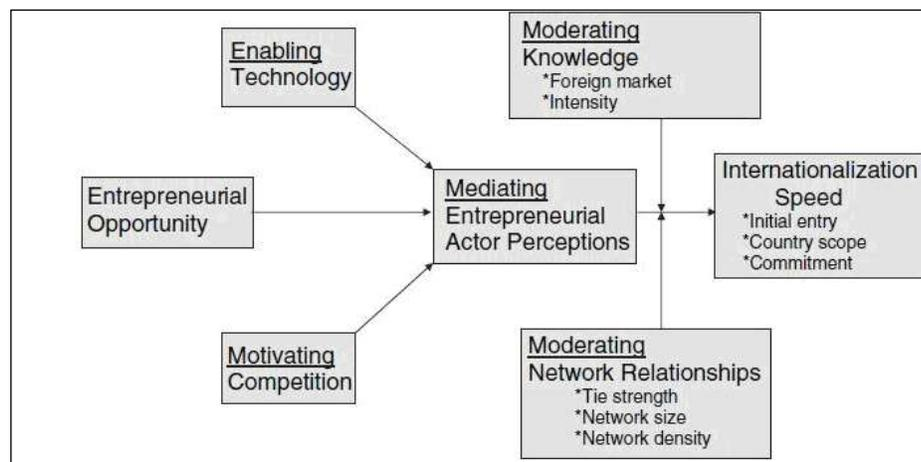 Enabling
Technology
Moderating
Knowledge
*Foreign market
*Intensity
Entrepreneurial
Opportunity
Mediating
Entrepreneurial
Actor Perceptions
Internationalization
Speed
*Initial entry
*Country scope
*Commitment
Motivating
Competition
Moderating
Network Relationships
*Tie strength
*Network size
*Network density